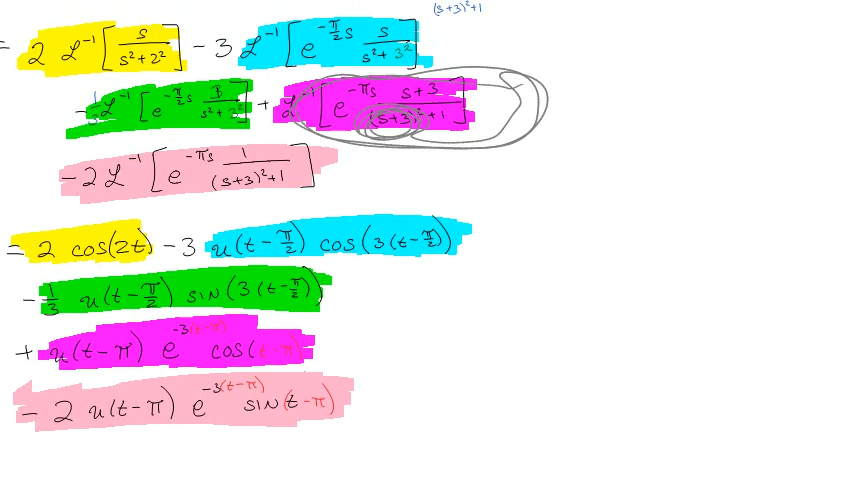 (s+3)²+1
= 2 ℒ⁻¹[s/(s²+2²)] - 3 ℒ⁻¹[e^(-π/2 s) s/(s²+3²)]
- 1/3 ℒ⁻¹[e^(-π/2 s) 3/(s²+3²)] + ℒ⁻¹[e^(-πs) (s+3)/((s+3)²+1)]
- 2 ℒ⁻¹[e^(-πs) 1/((s+3)²+1)]
= 2 cos(2t) - 3 u(t-π/2) cos(3(t-π/2))
- 1/3 u(t-π/2) sin(3(t-π/2))
+ u(t-π) e^(-3(t-π)) cos(t-π)
- 2 u(t-π) e^(-3(t-π)) sin(t-π)